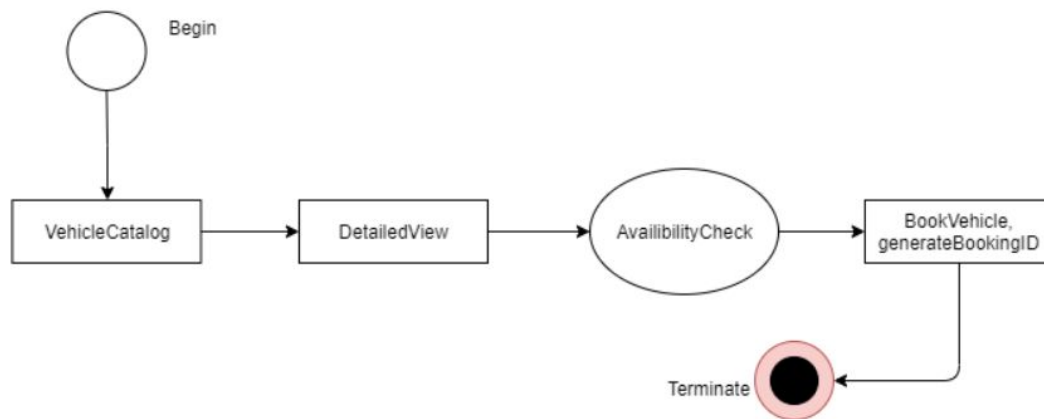 Begin
VehicleCatalog
DetailedView
AvailibilityCheck
BookVehicle,
generateBookingID
Terminate